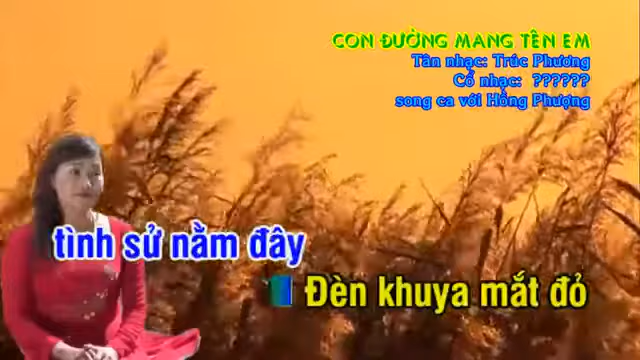 CON ĐƯỜNG MANG TÊN EM
Tân nhạc: Trúc Phương
Cổ nhạc: ??????
song ca với Hồng Phượng
tình sử nằm đây
Đèn khuya mắt đỏ